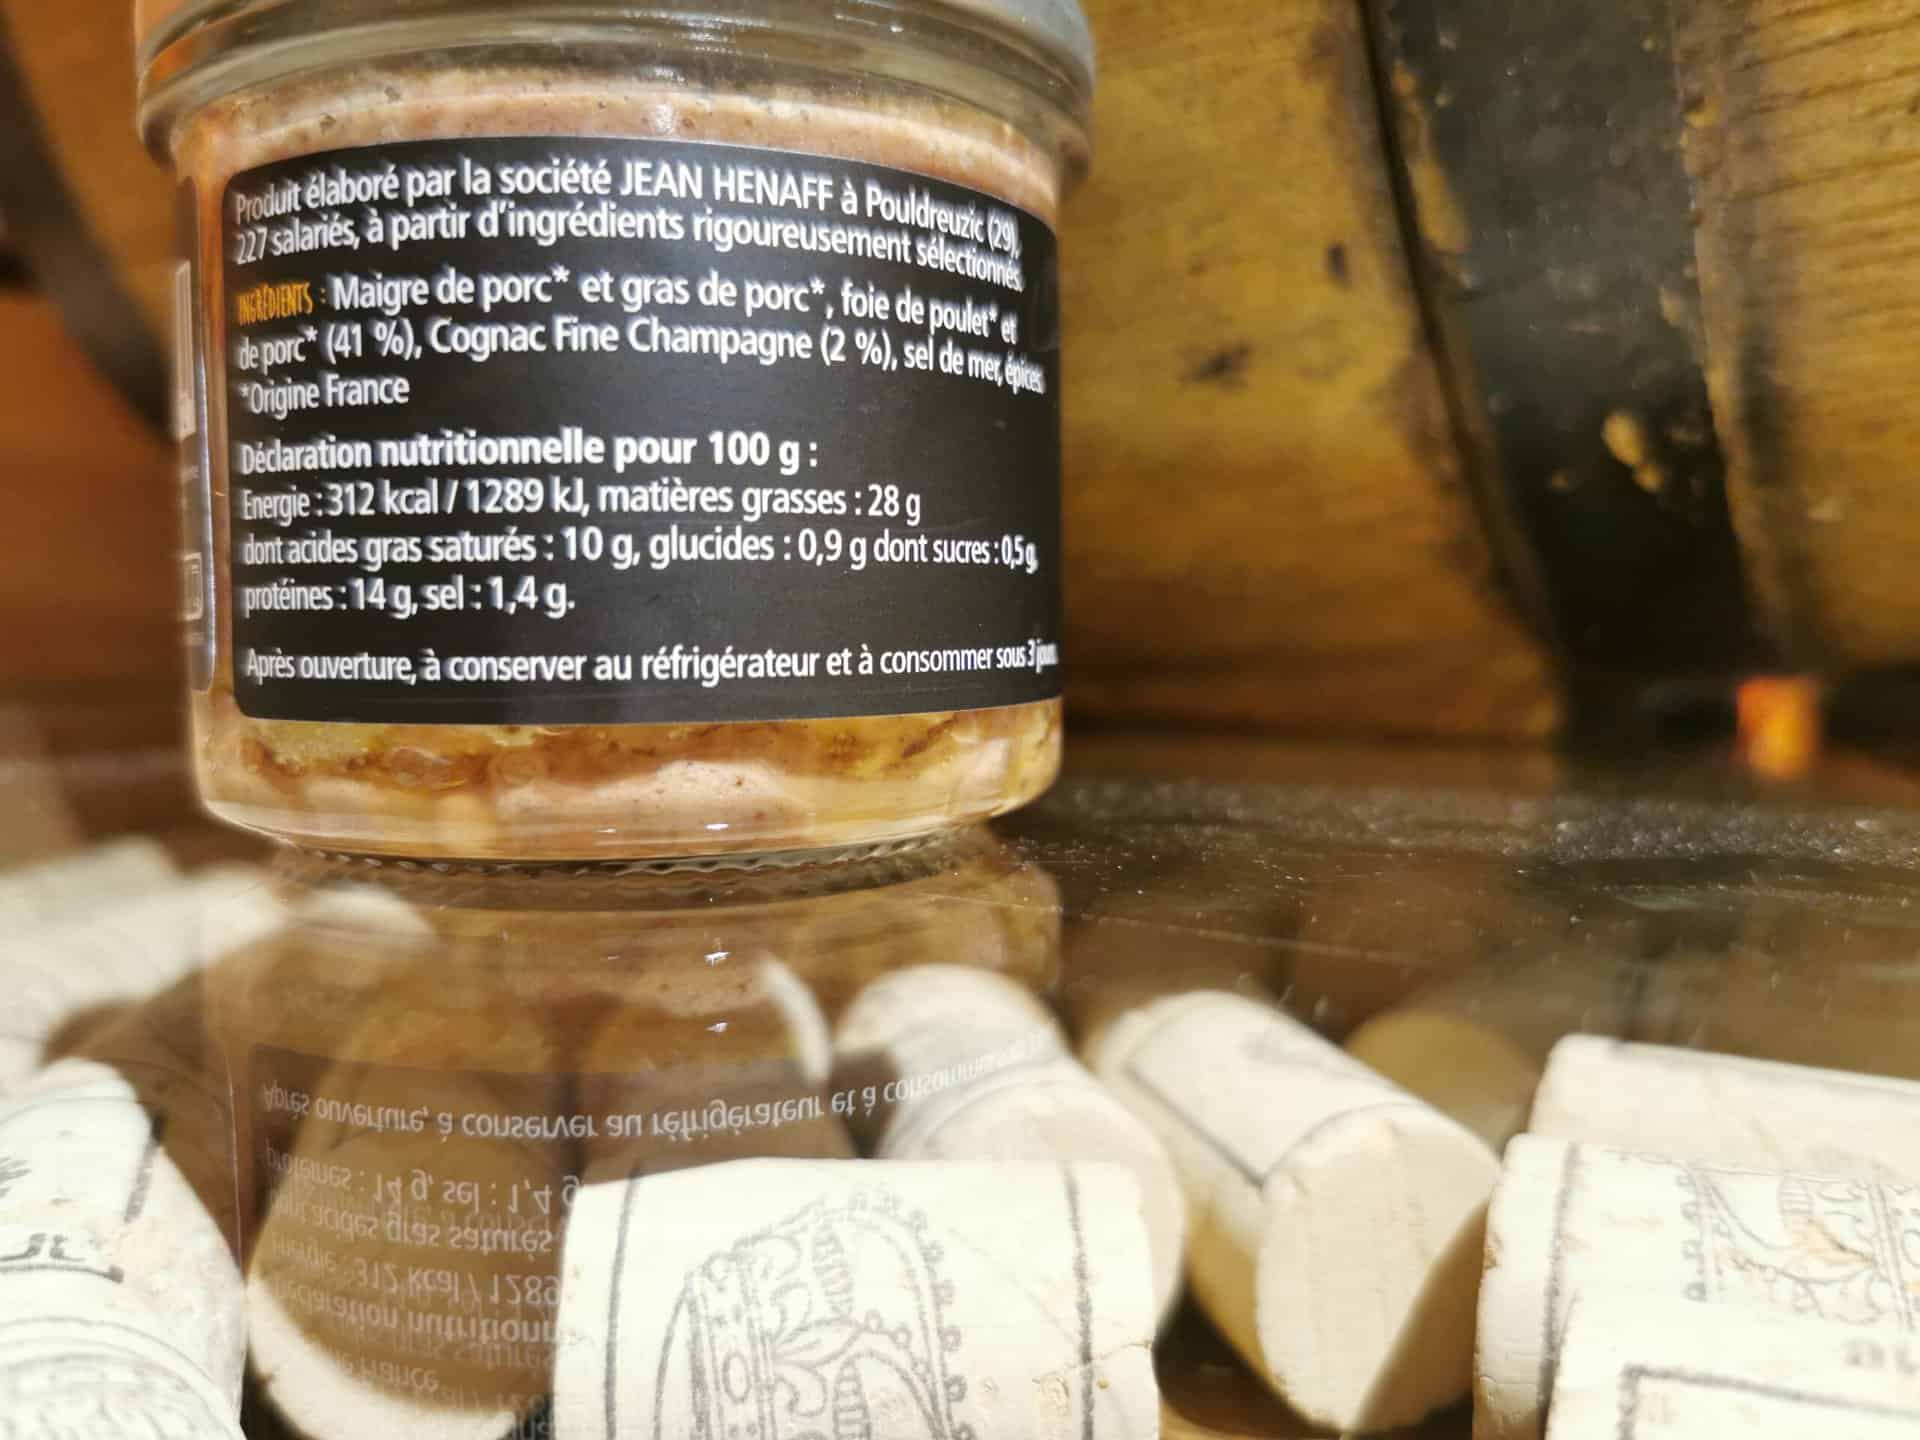 Produit élaboré par la société JEAN HENAFF à Pouldreuzic (29),
227 salariés, à partir d'ingrédients rigoureusement sélectionnés.
INGRÉDIENTS : Maigre de porc* et gras de porc*, foie de poulet* et
de porc* (41 %), Cognac Fine Champagne (2 %), sel de mer, épices.
*Origine France
Déclaration nutritionnelle pour 100 g :
Energie : 312 kcal / 1289 kJ, matières grasses : 28 g
dont acides gras saturés : 10 g, glucides : 0,9 g dont sucres : 0,5 g,
protéines : 14 g, sel : 1,4 g.
Après ouverture, à conserver au réfrigérateur et à consommer sous 3 jours.